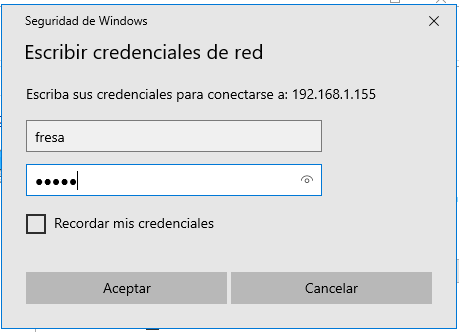 Seguridad de Windows
Escribir credenciales de red
Escriba sus credenciales para conectarse a: 192.168.1.155
fresa
●●●●●
Recordar mis credenciales
Aceptar
Cancelar